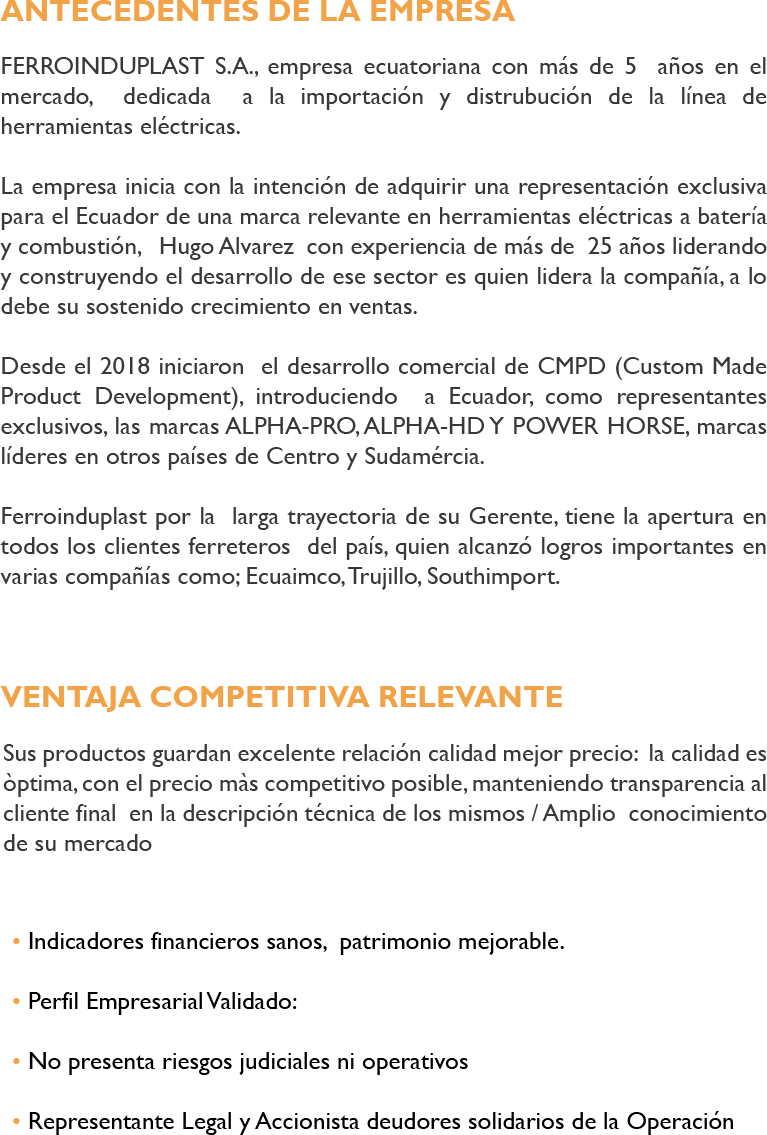 ANTECEDENTES DE LA EMPRESA
FERROINDUPLAST S.A., empresa ecuatoriana con más de 5 años en el
mercado, dedicada a la importación y distrubución de la línea de
herramientas eléctricas.
La empresa inicia con la intención de adquirir una representación exclusiva
para el Ecuador de una marca relevante en herramientas eléctricas a batería
y combustión, Hugo Alvarez con experiencia de más de 25 años liderando
y construyendo el desarrollo de ese sector es quien lidera la compañía, a lo
debe su sostenido crecimiento en ventas.
Desde el 2018 iniciaron el desarrollo comercial de CMPD (Custom Made
Product Development), introduciendo a Ecuador, como representantes
exclusivos, las marcas ALPHA-PRO, ALPHA-HD Y POWER HORSE, marcas
líderes en otros países de Centro y Sudamércia.
Ferroinduplast por la larga trayectoria de su Gerente, tiene la apertura en
todos los clientes ferreteros del país, quien alcanzó logros importantes en
varias compañías como; Ecuaimco, Trujillo, Southimport.
VENTAJA COMPETITIVA RELEVANTE
Sus productos guardan excelente relación calidad mejor precio: la calidad es
òptima, con el precio màs competitivo posible, manteniendo transparencia al
cliente final en la descripción técnica de los mismos / Amplio conocimiento
de su mercado
• Indicadores financieros sanos, patrimonio mejorable.
• Perfil Empresarial Validado:
• No presenta riesgos judiciales ni operativos
• Representante Legal y Accionista deudores solidarios de la Operación